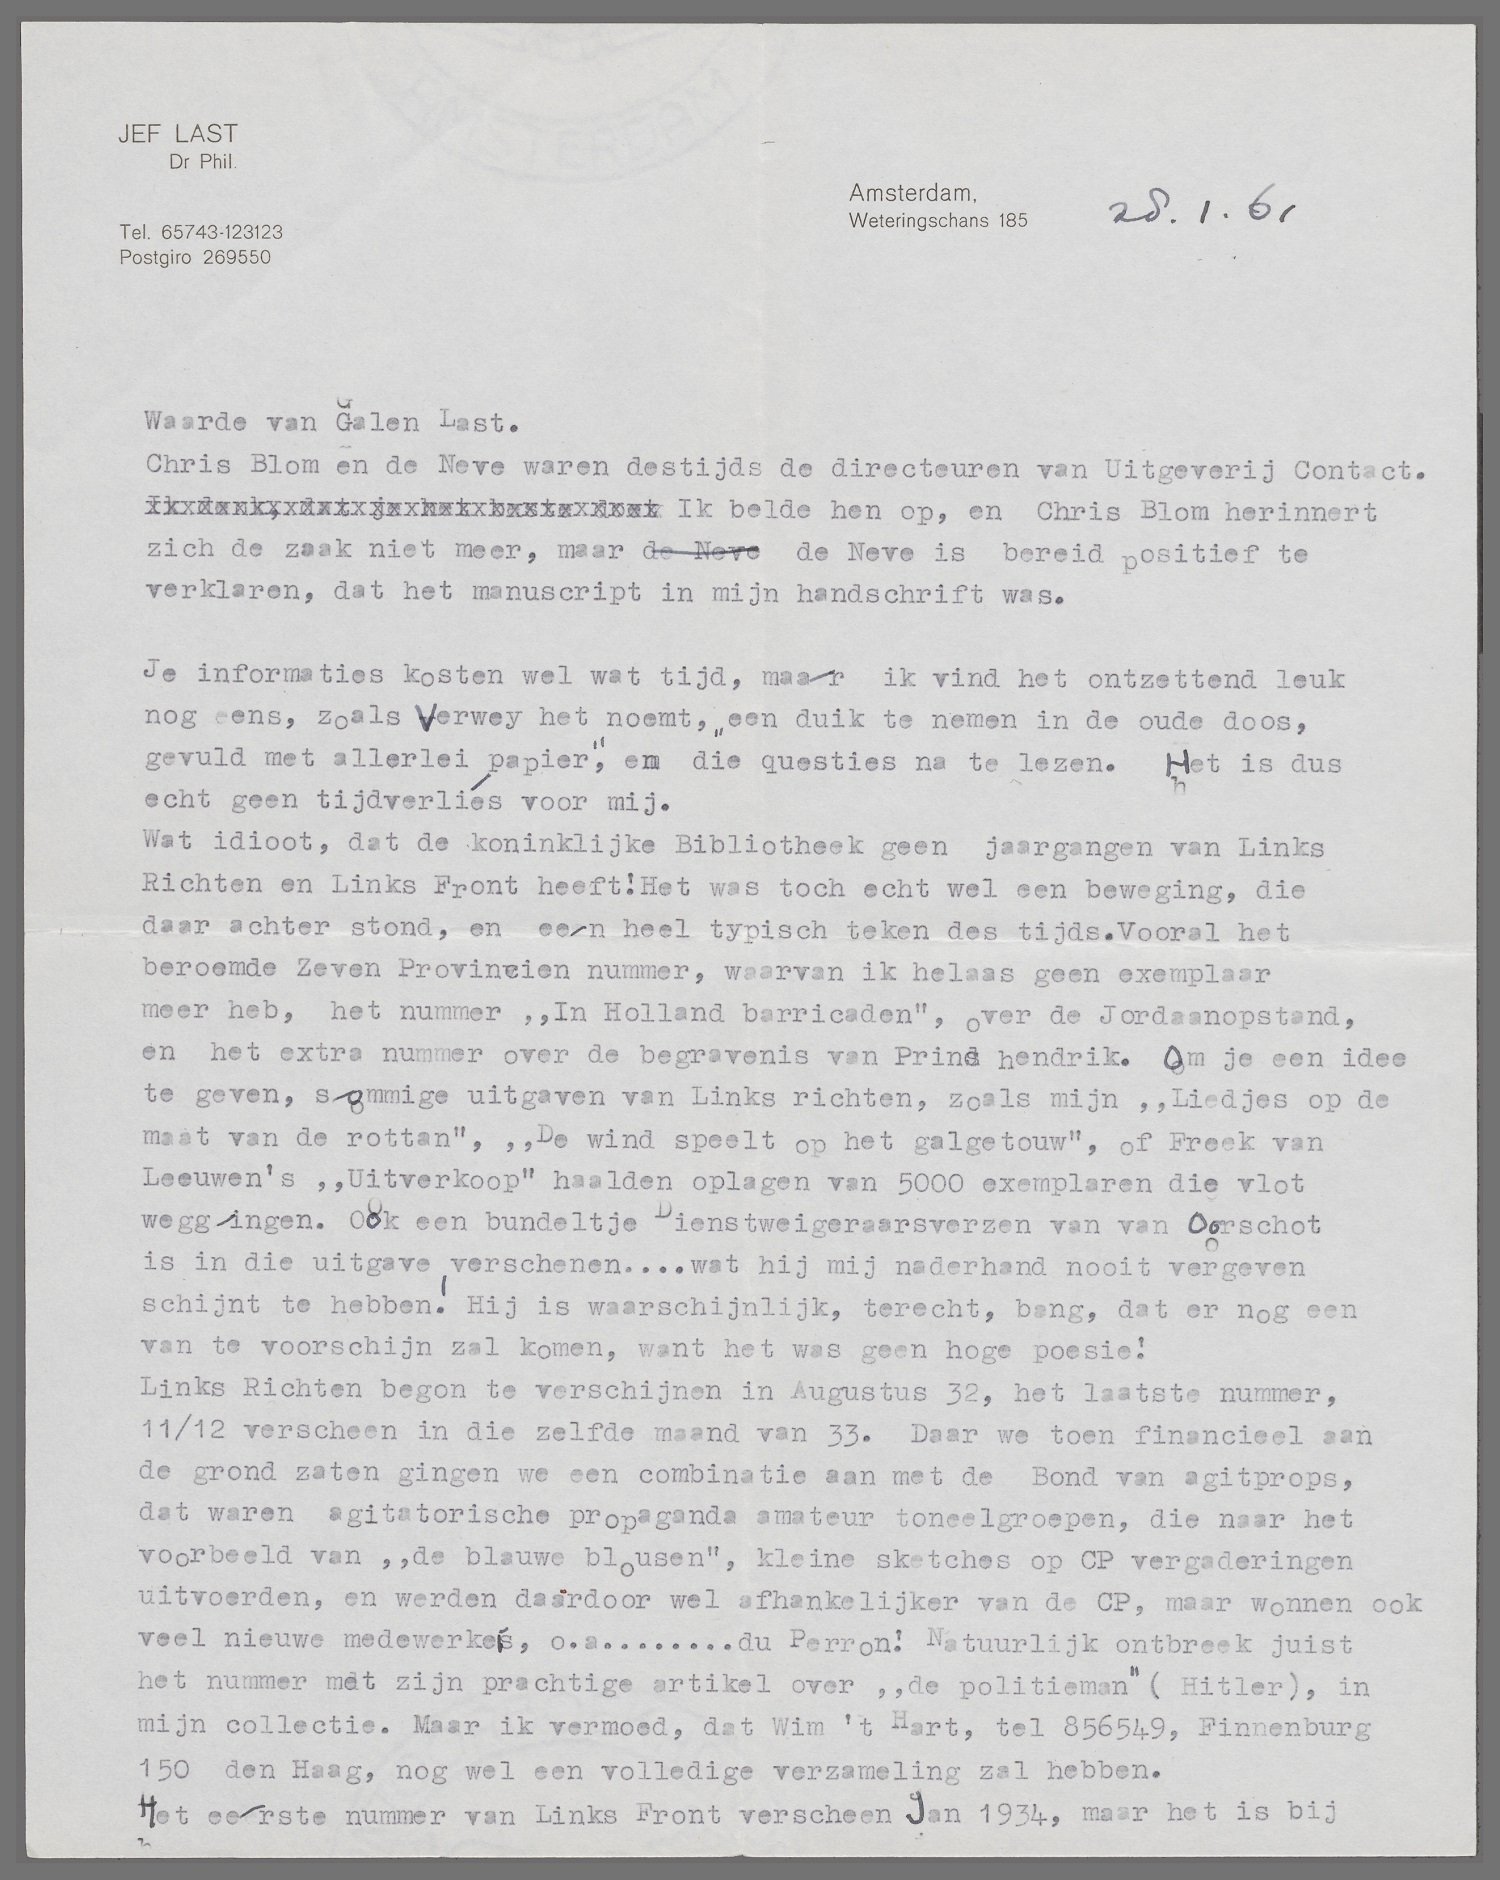 JEF LAST
Dr Phil.
Amsterdam,
Weteringschans 185
28.1.61
Tel. 65743-123123
Postgiro 269550
Waarde van Galen Last.
Chris Blom en de Neve waren destijds de directeuren van Uitgeverij Contact.
Ik denk, dat je het beste doet Ik belde hen op, en Chris Blom herinnert
zich de zaak niet meer, maar de Neve de Neve is bereid positief te
verklaren, dat het manuscript in mijn handschrift was.
Je informaties kosten wel wat tijd, maar ik vind het ontzettend leuk
nog eens, zoals Verwey het noemt, „een duik te nemen in de oude doos,
gevuld met allerlei papier", en die questies na te lezen. Het is dus
echt geen tijdverlies voor mij.
Wat idioot, dat de koninklijke Bibliotheek geen jaargangen van Links
Richten en Links Front heeft!Het was toch echt wel een beweging, die
daar achter stond, en een heel typisch teken des tijds.Vooral het
beroemde Zeven Provincien nummer, waarvan ik helaas geen exemplaar
meer heb, het nummer ,,In Holland barricaden", over de Jordaanopstand,
en het extra nummer over de begravenis van Prins hendrik. Om je een idee
te geven, sommige uitgaven van Links richten, zoals mijn ,,Liedjes op de
maat van de rottan", ,,De wind speelt op het galgetouw", of Freek van
Leeuwen's ,,Uitverkoop" haalden oplagen van 5000 exemplaren die vlot
weggingen. Ook een bundeltje Dienstweigeraarsverzen van van Oorschot
is in die uitgave verschenen....wat hij mij naderhand nooit vergeven
schijnt te hebben! Hij is waarschijnlijk, terecht, bang, dat er nog een
van te voorschijn zal komen, want het was geen hoge poesie!
Links Richten begon te verschijnen in Augustus 32, het laatste nummer,
11/12 verscheen in die zelfde maand van 33. Daar we toen financieel aan
de grond zaten gingen we een combinatie aan met de Bond van agitprops,
dat waren agitatorische propaganda amateur toneelgroepen, die naar het
voorbeeld van ,,de blauwe blousen", kleine sketches op CP vergaderingen
uitvoerden, en werden daardoor wel afhankelijker van de CP, maar wonnen ook
veel nieuwe medewerkers, o.a.........du Perron! Natuurlijk ontbreek juist
het nummer met zijn prachtige artikel over ,,de politieman" ( Hitler), in
mijn collectie. Maar ik vermoed, dat Wim 't Hart, tel 856549, Finnenburg
150 den Haag, nog wel een volledige verzameling zal hebben.
Het eerste nummer van Links Front verscheen Jan 1934, maar het is bij